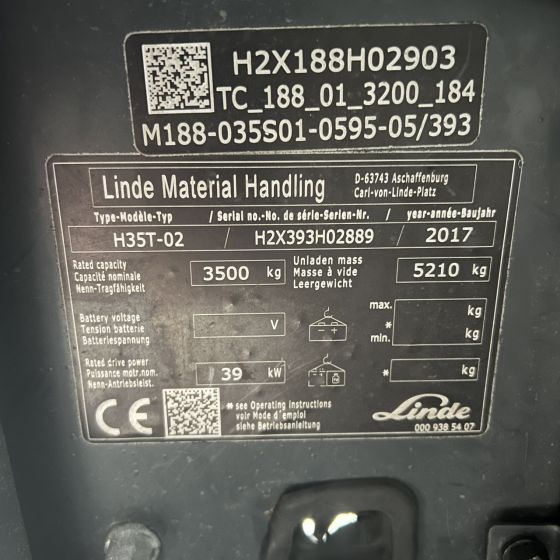 H2X188H02903
TC_188_01_3200_184
M188-035S01-0595-05/393
Linde Material Handling
D-63743 Aschaffenburg
Carl-von-Linde-Platz
Type-Modèle-Typ / Serial no.-No. de série-Serien-Nr. / year-année-Baujahr
H35T-02 / H2X393H02889 / 2017
Rated capacity
Capacité nominale
Nenn-Tragfähigkeit
3500 kg
Unladen mass
Masse à vide
Leergewicht
5210 kg
Battery voltage
Tension batterie
Batteriespannung
V
max. kg
*
min. kg
Rated drive power
Puissance motr.nom.
Nenn-Antriebsleist.
39 kW
* kg
CE
* see Operating Instructions
voir Mode d'emploi
siehe Betriebsanleitung
Linde
000 938 54 07